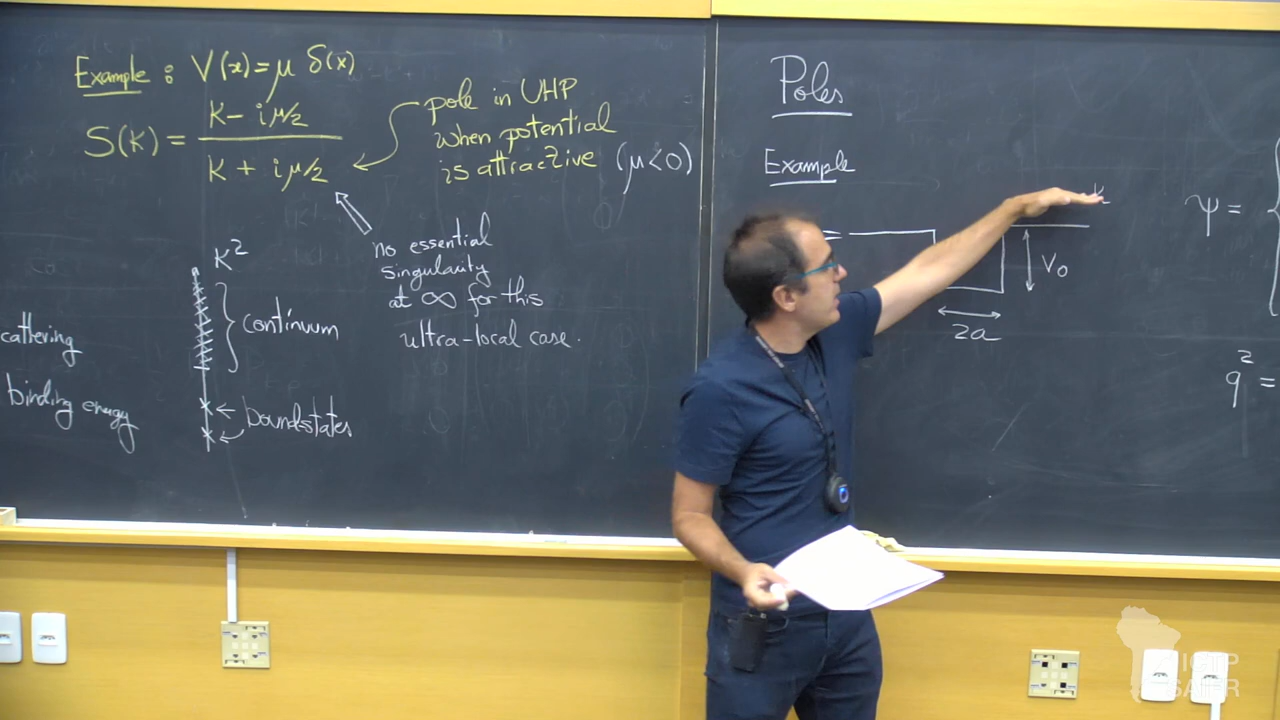 Example : V(x) = μ δ(x)
S(K) = K - iμ/2 / K + iμ/2
pole in UHP
when potential
is attractive (μ<0)
no essential
singularity
at ∞ for this
ultra-local case.
K²
continuum
cattering
binding energy
boundstates
Poles
Example
=
V₀
2a
ψ =
q² =
ICTP
SAIFR